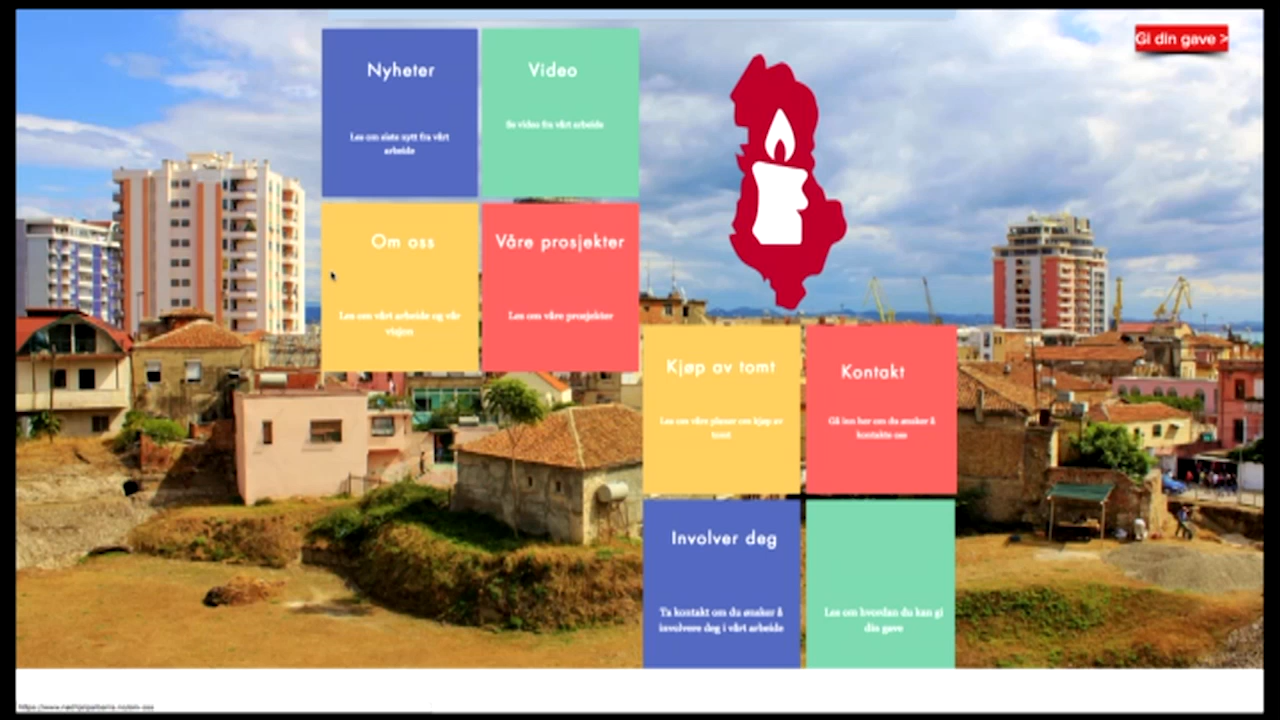 Gi din gave >
Nyheter
Les om siste nytt fra vårt
arbeide
Video
Se video fra vårt arbeide
Om oss
Les om vårt arbeide og vår
visjon
Våre prosjekter
Les om våre prosjekter
Kjøp av tomt
Les om våre planer om kjøp av
tomt
Kontakt
Gå inn her om du ønsker å
kontakte oss
Involver deg
Ta kontakt om du ønsker å
involvere deg i vårt arbeide
Les om hvordan du kan gi
din gave